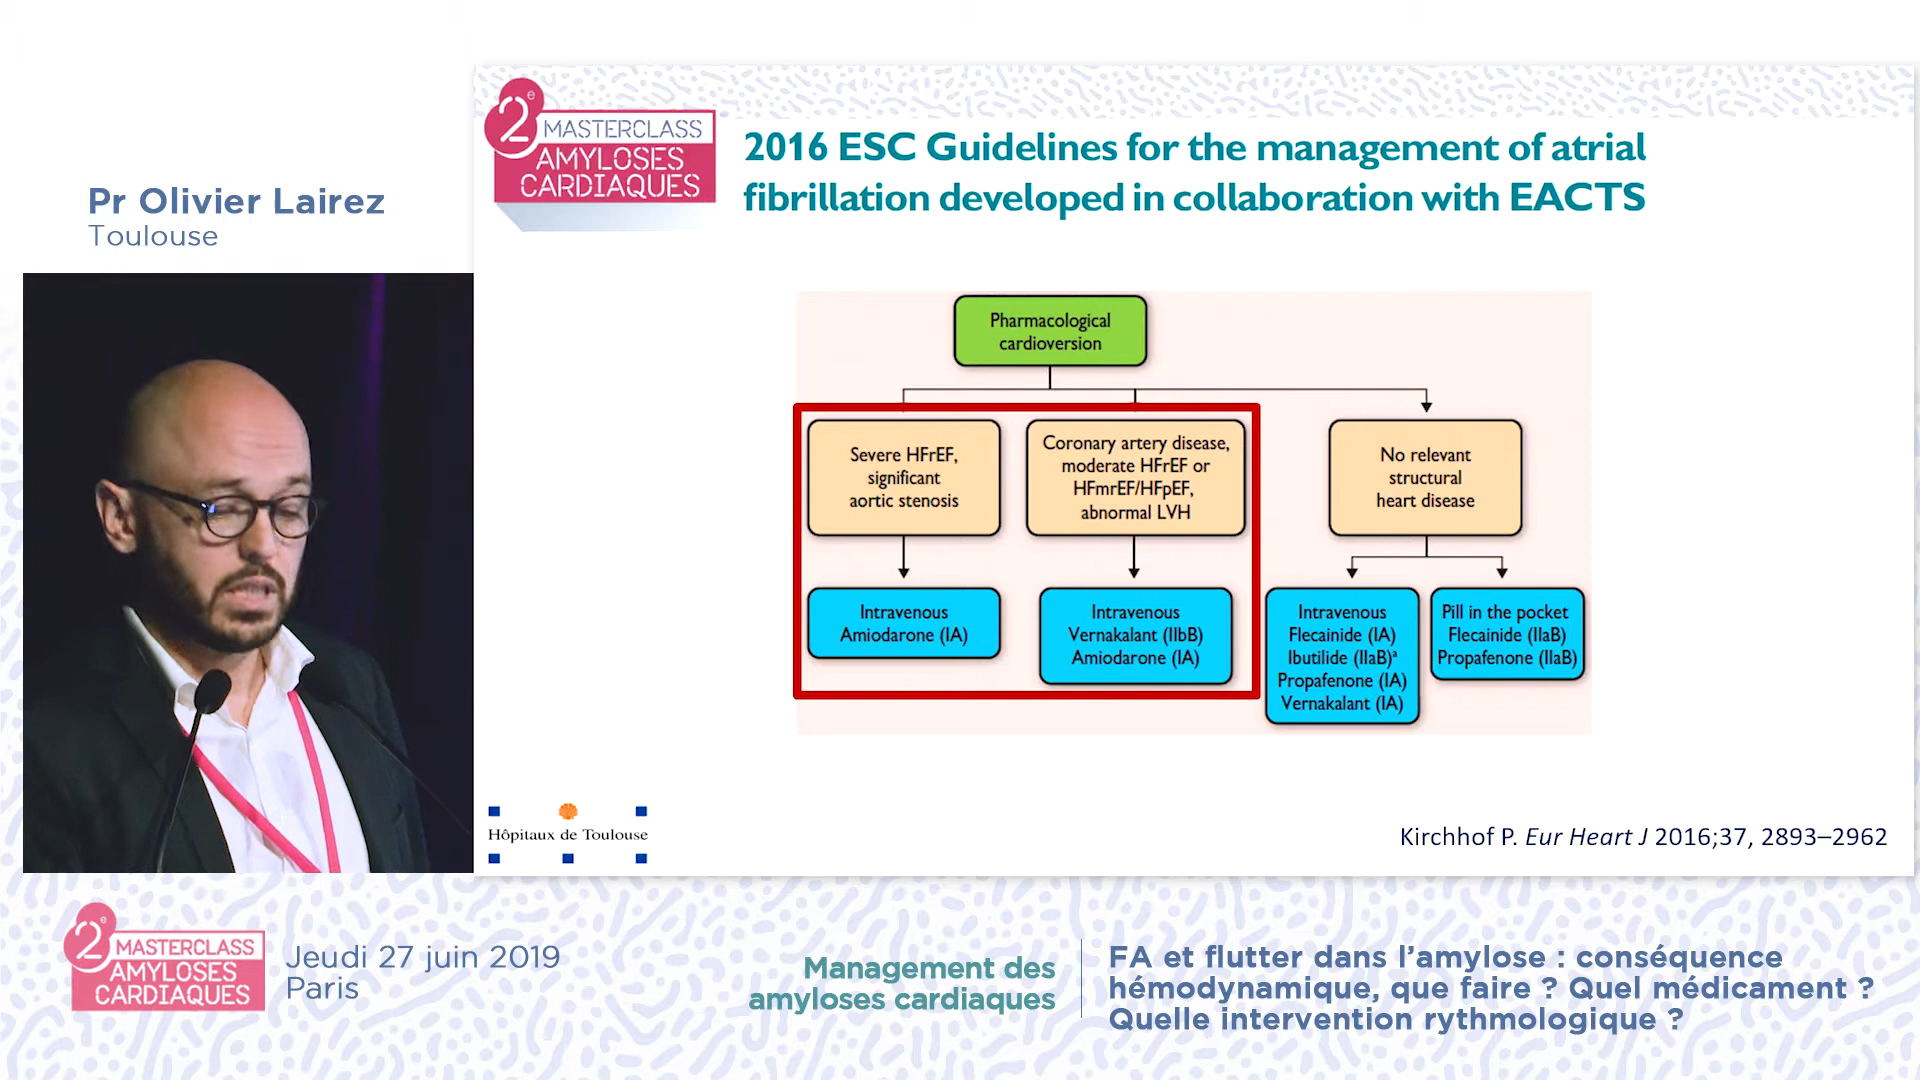 Pr Olivier Lairez
Toulouse
2e
MASTERCLASS
AMYLOSES
CARDIAQUES
2016 ESC Guidelines for the management of atrial
fibrillation developed in collaboration with EACTS
Pharmacological
cardioversion
Severe HFrEF,
significant
aortic stenosis
Coronary artery disease,
moderate HFrEF or
HFmrEF/HFpEF,
abnormal LVH
No relevant
structural
heart disease
Intravenous
Amiodarone (IA)
Intravenous
Vernakalant (IIbB)
Amiodarone (IA)
Intravenous
Flecainide (IA)
Ibutilide (IIaB)ª
Propafenone (IA)
Vernakalant (IA)
Pill in the pocket
Flecainide (IIaB)
Propafenone (IIaB)
Hôpitaux de Toulouse
Kirchhof P. Eur Heart J 2016;37, 2893–2962
2e
MASTERCLASS
AMYLOSES
CARDIAQUES
Jeudi 27 juin 2019
Paris
Management des
amyloses cardiaques
FA et flutter dans l’amylose : conséquence
hémodynamique, que faire ? Quel médicament ?
Quelle intervention rythmologique ?